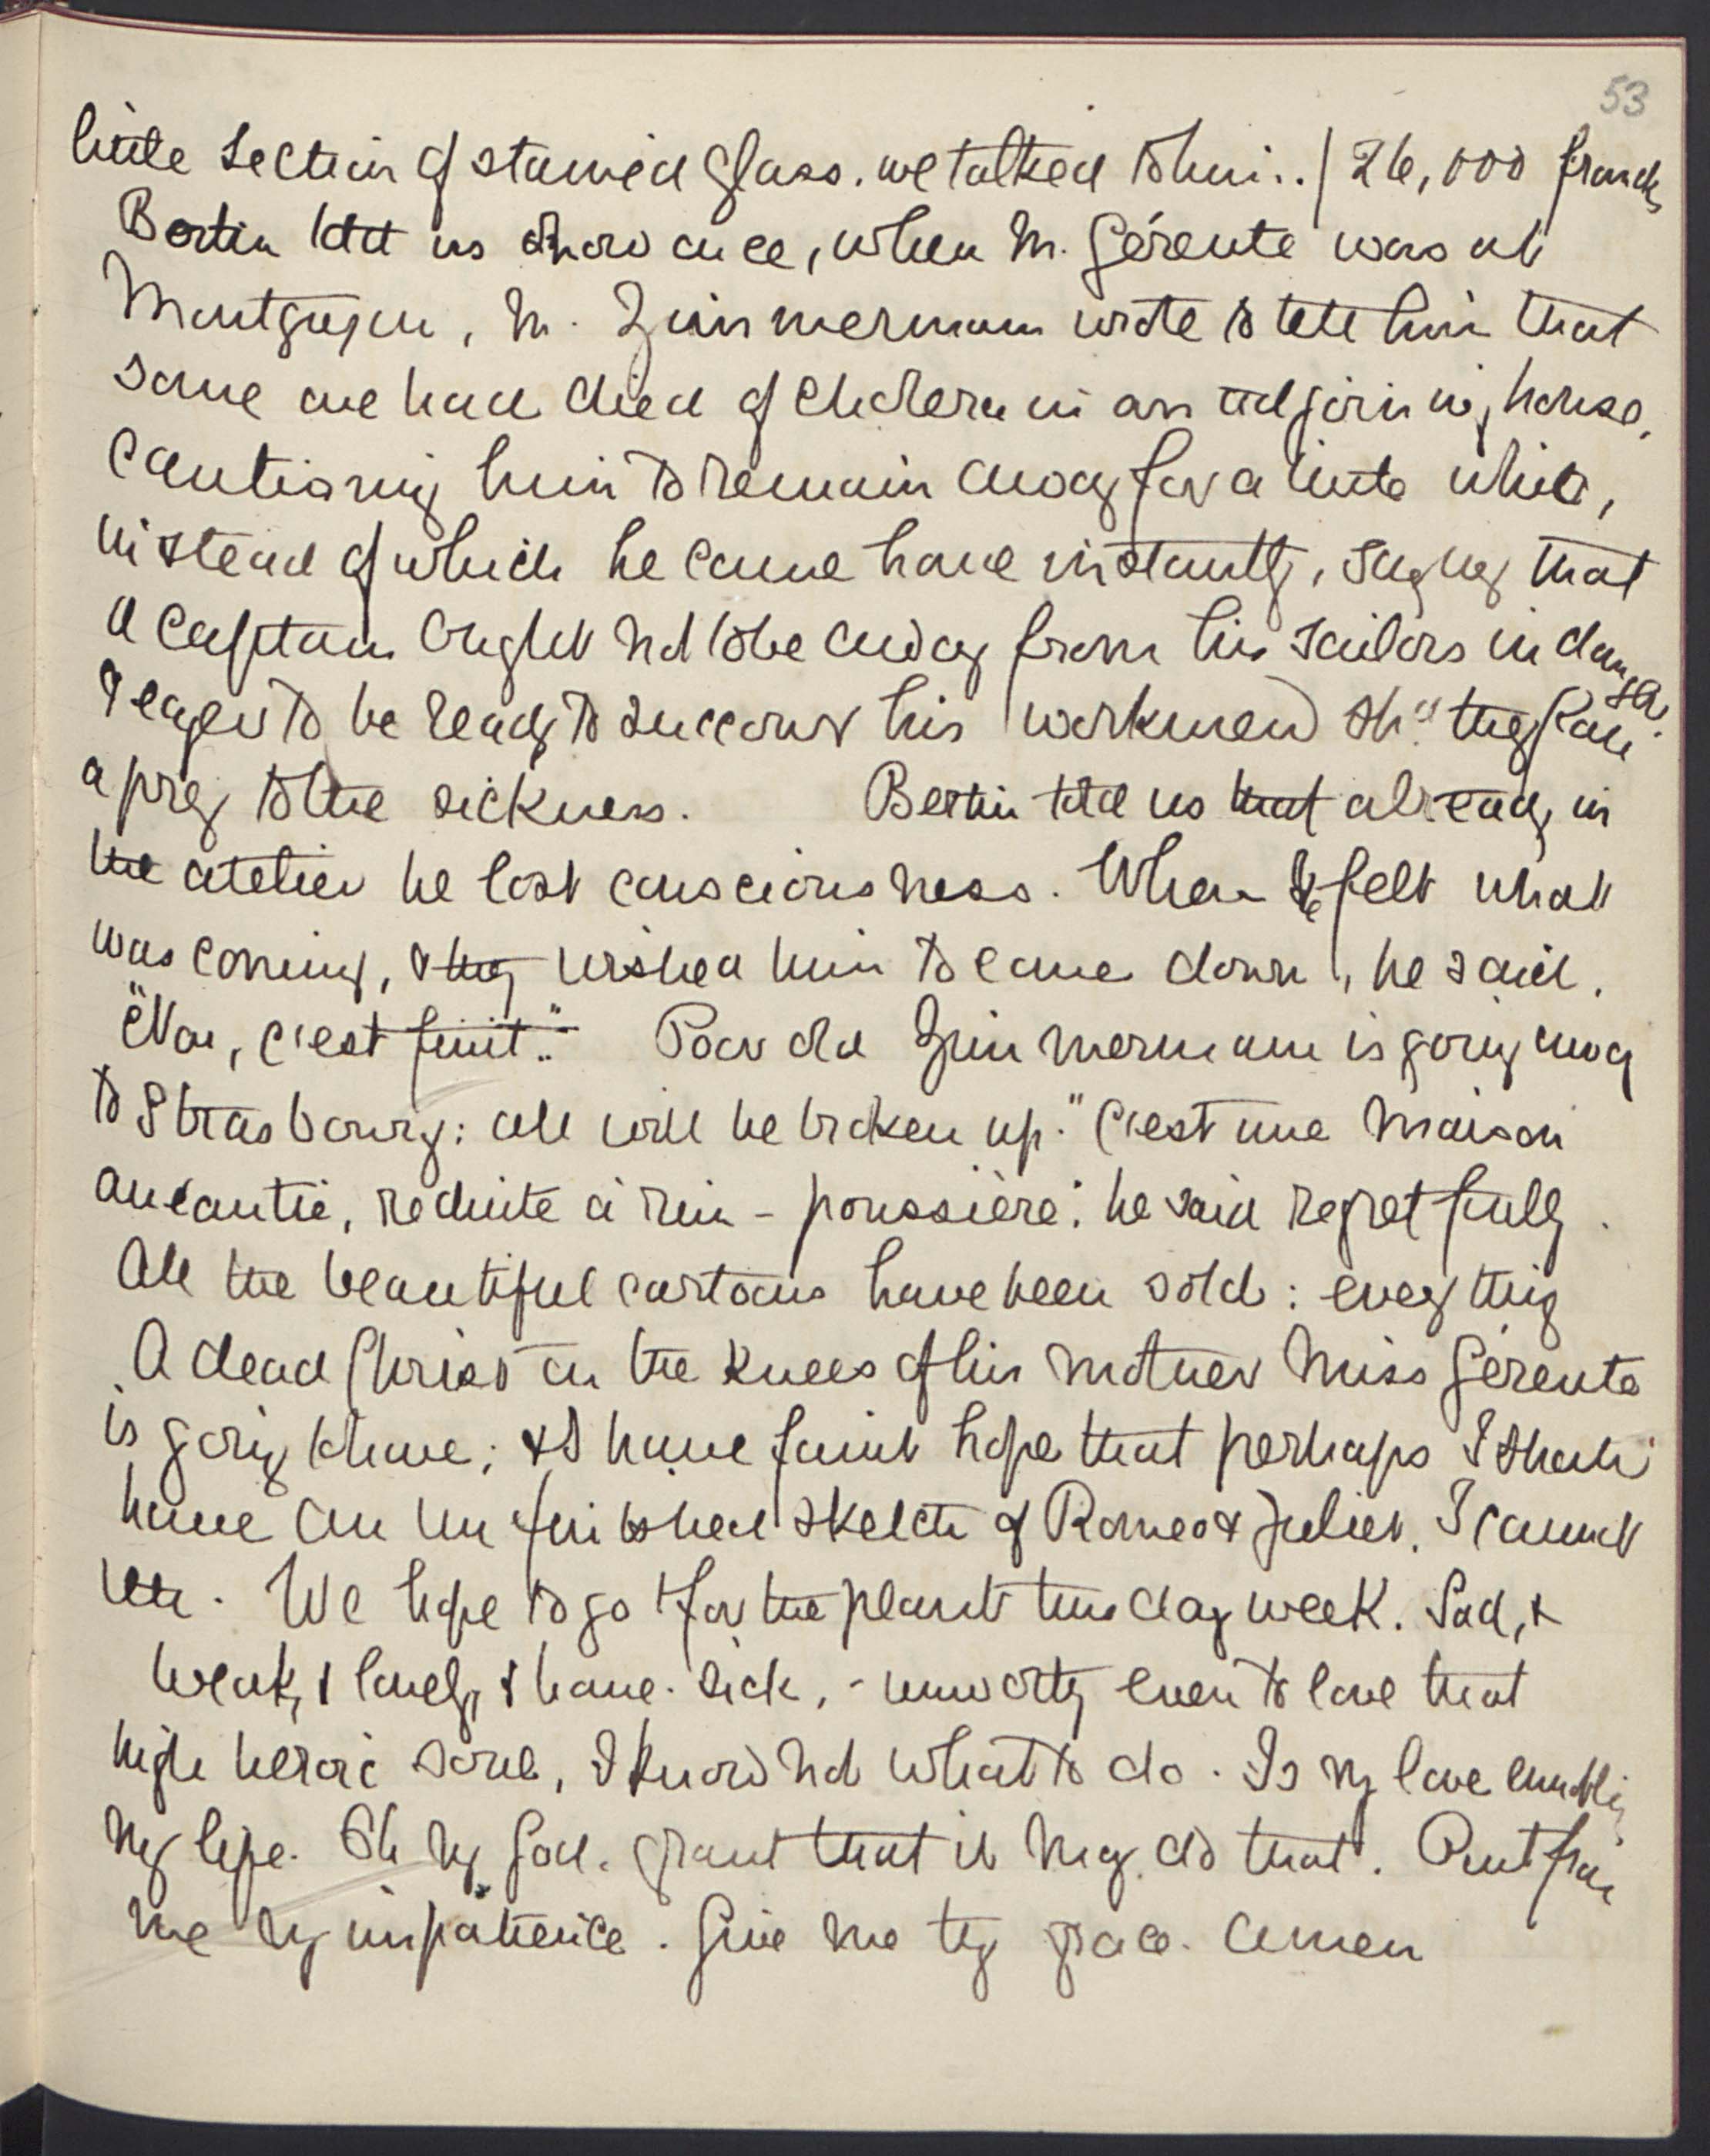 53
little section of stained glass. we talked to him.. / 26,000 francs
Bertin told us how once, when M. Gérente was at
M. Zimmermann wrote to tell him that
some one had died of cholera in an adjoining house,
cautioning him to remain away for a little while,
instead of which he came home instantly, saying that
a Captain ought not to be away from his sailors in danger.
& eager to be ready to succour his workmen shd they fall
a prey to the sickness. Bertin told us that already in
the atelier he lost consciousness. When he felt what
was coming, & they wished him to come down, he said,
"Non, c'est finit.." Poor old Zimmermann is going away
to Strasbourg: all will be broken up. "C'est une maison
aneantie, reduite à rien - poussière": he said regretfully.
All the beautiful cartoons have been sold: everything
A dead Christ on the knees of his mother Miss Gérente
is going to have; & I have faint hope that perhaps I shall
have an unfinished sketch of Romeo & Juliet. I cannot
We hope to go for the plants this day week. Sad, &
weak, & lonely, & home-sick, - unworthy even to love that
high heroic soul, I know not what to do. Is my love ennobling
my life. Oh my God. grant that it may do that. Put from
me my impatience. Give me thy grace. Amen